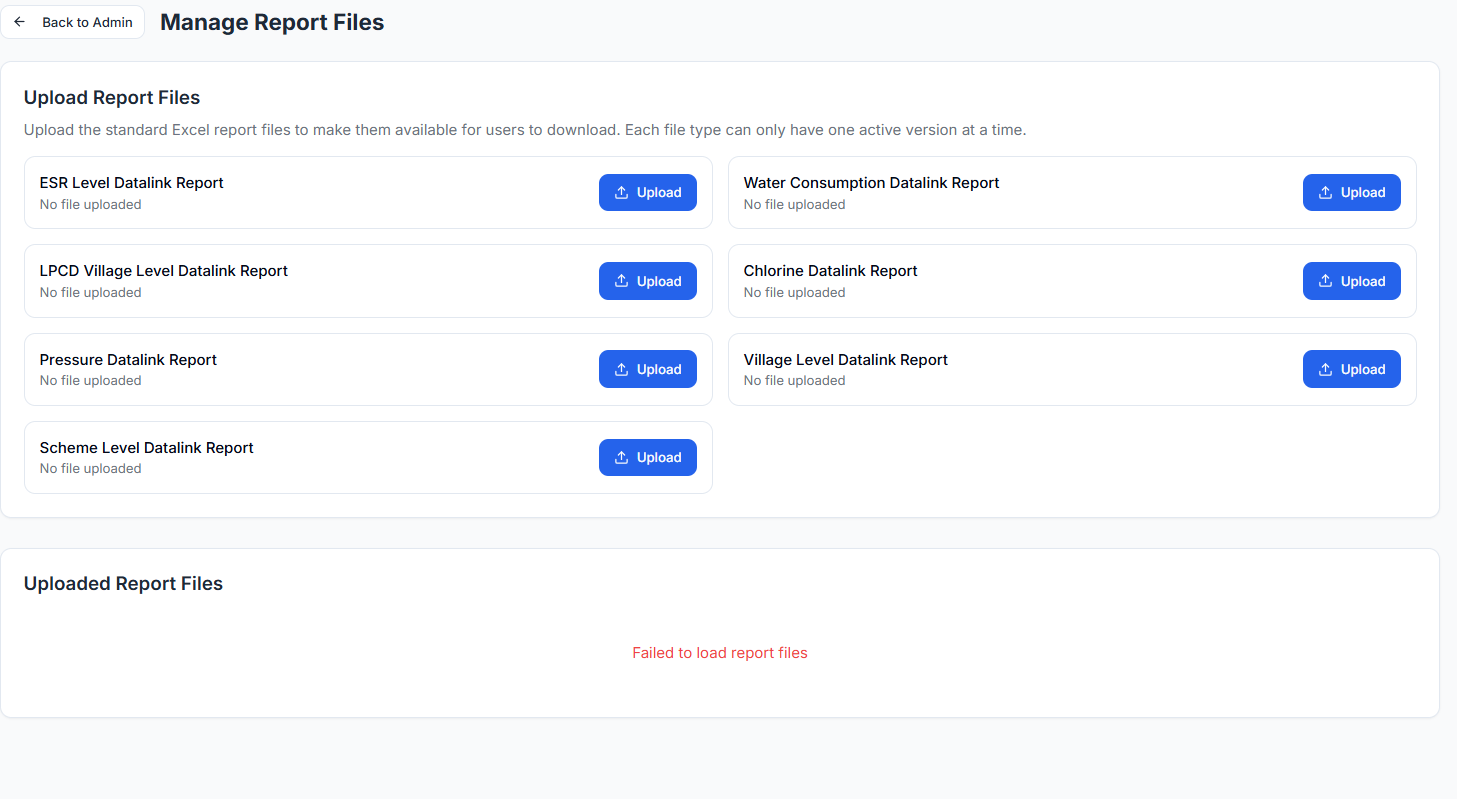 Back to Admin
Manage Report Files
Upload Report Files
Upload the standard Excel report files to make them available for users to download. Each file type can only have one active version at a time.
ESR Level Datalink Report
No file uploaded
Upload
Water Consumption Datalink Report
No file uploaded
Upload
LPCD Village Level Datalink Report
No file uploaded
Upload
Chlorine Datalink Report
No file uploaded
Upload
Pressure Datalink Report
No file uploaded
Upload
Village Level Datalink Report
No file uploaded
Upload
Scheme Level Datalink Report
No file uploaded
Upload
Uploaded Report Files
Failed to load report files